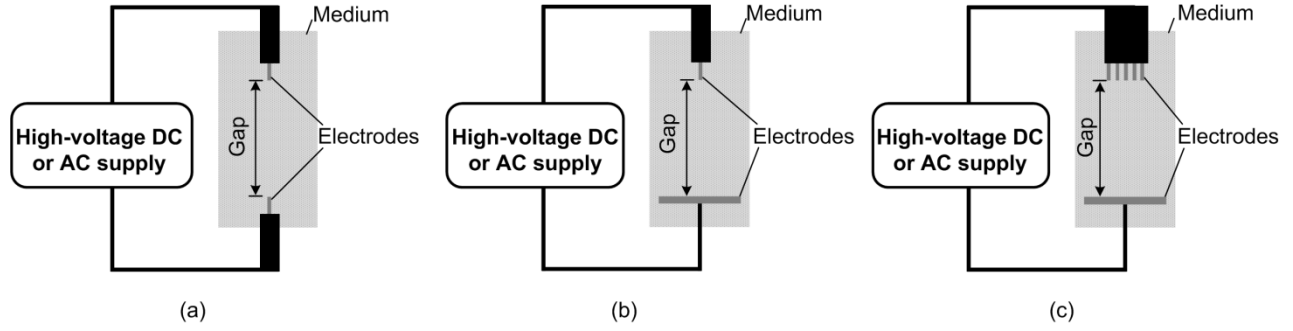 Medium
High-voltage DC
or AC supply
Gap
Electrodes
(a)
Medium
High-voltage DC
or AC supply
Gap
Electrodes
(b)
Medium
High-voltage DC
or AC supply
Gap
Electrodes
(c)